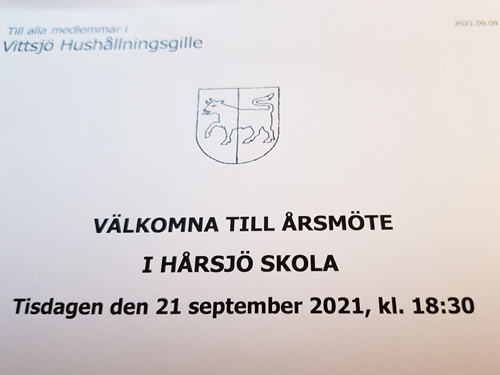 Till alla medlemmar i
Vittsjö Hushållningsgille
2021.09.09
VÄLKOMNA TILL ÅRSMÖTE
I HÅRSJÖ SKOLA
Tisdagen den 21 september 2021, kl. 18:30